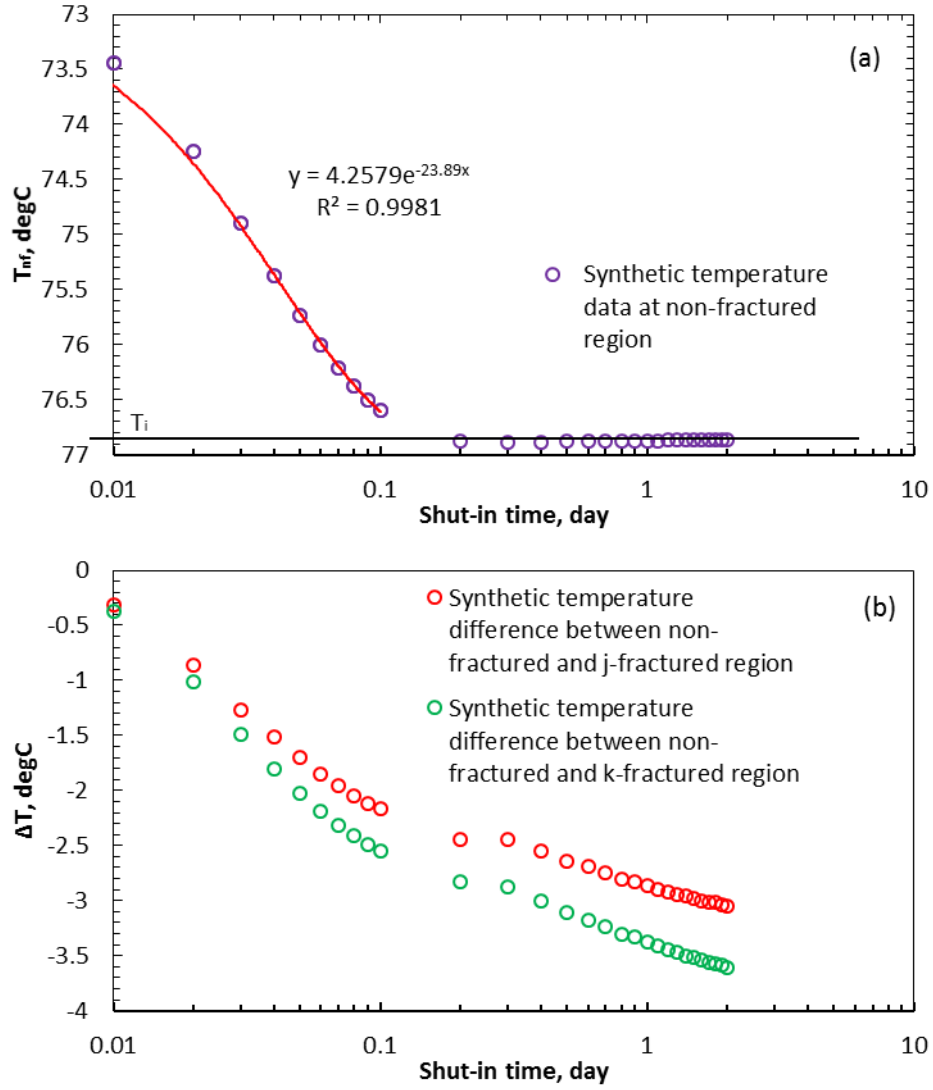 73
73.5
74
74.5
75
75.5
76
76.5
77
T_nf, degC
(a)
y = 4.2579e^-23.89x
R² = 0.9981
Synthetic temperature
data at non-fractured
region
T_i
0.01
0.1
1
10
Shut-in time, day
0
-0.5
-1
-1.5
-2
-2.5
-3
-3.5
-4
ΔT, degC
(b)
Synthetic temperature
difference between non-
fractured and j-fractured region
Synthetic temperature
difference between non-
fractured and k-fractured region
0.01
0.1
1
10
Shut-in time, day